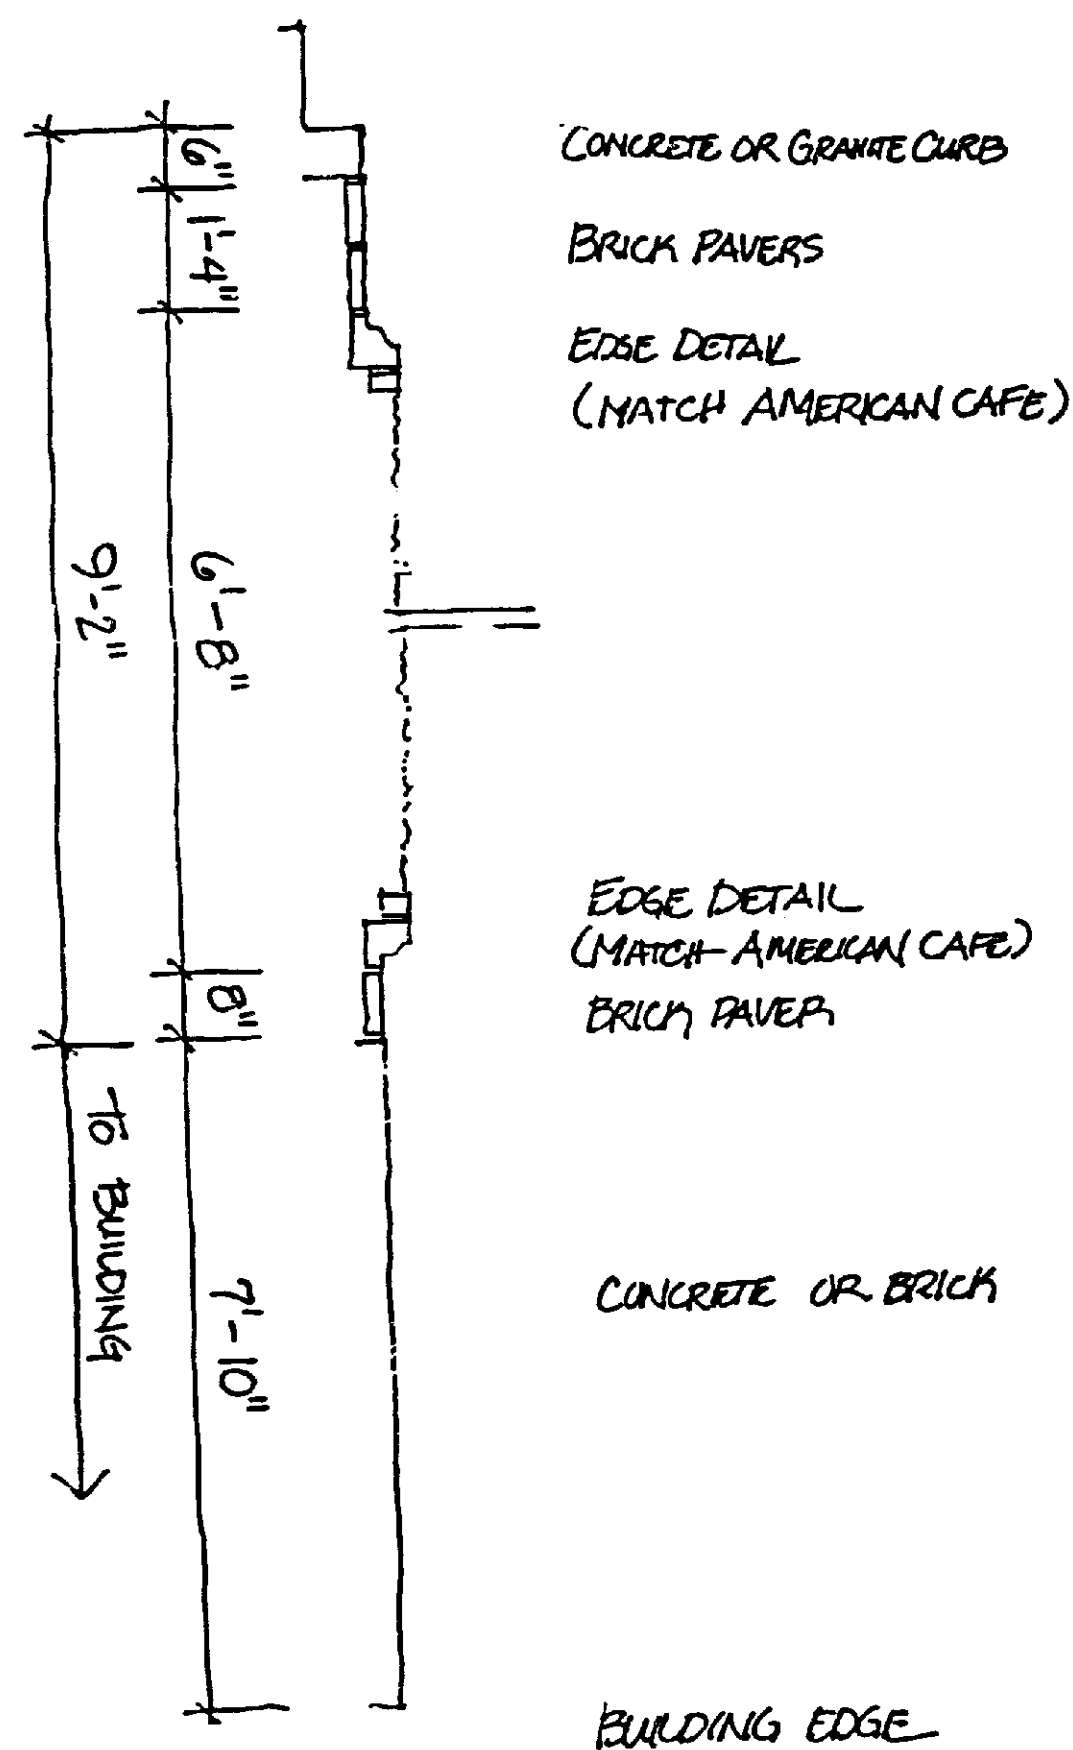 CONCRETE OR GRANITE CURB
6"
1'-4"
BRICK PAVERS
EDGE DETAIL
(MATCH AMERICAN CAFE)
6'-8"
9'-2"
EDGE DETAIL
(MATCH AMERICAN CAFE)
8"
BRICK PAVER
TO BUILDING
7'-10"
CONCRETE OR BRICK
BUILDING EDGE